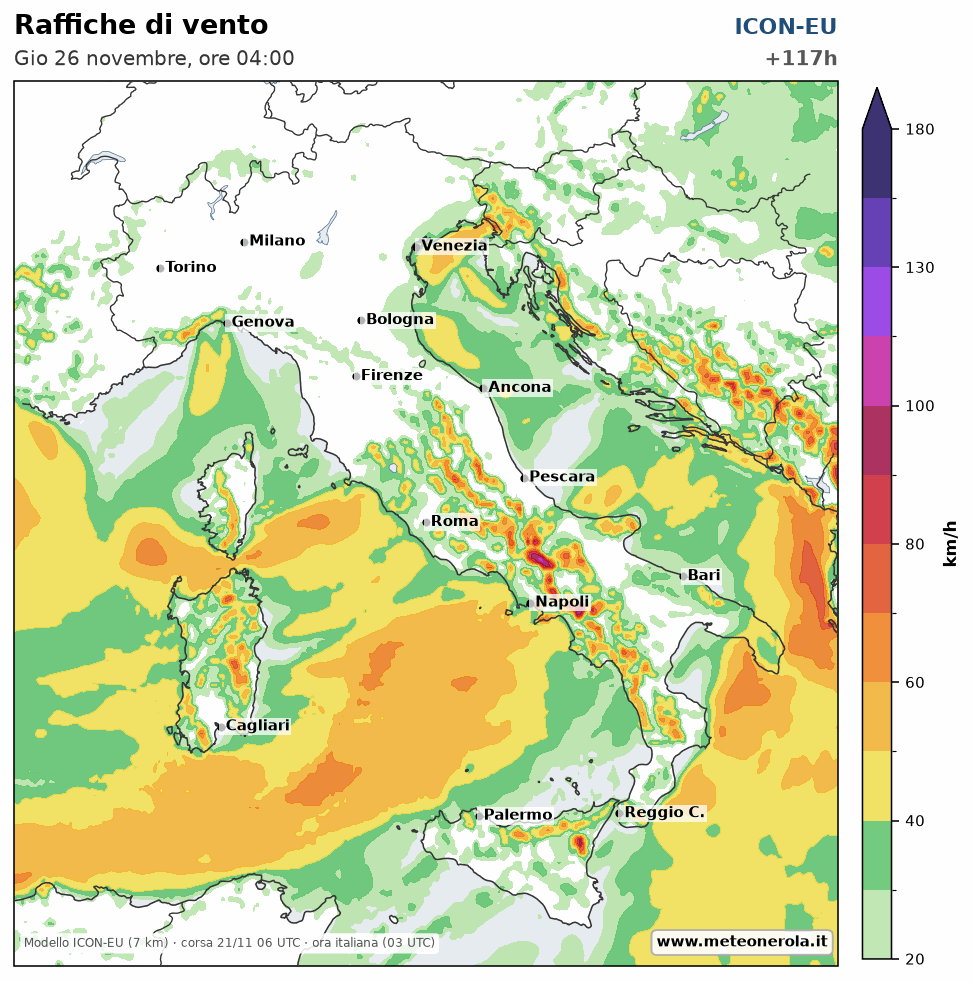 Raffiche di vento
ICON-EU
Gio 26 novembre, ore 04:00
+117h
180
130
100
80
60
40
20
km/h
Milano
Venezia
Torino
Genova
Bologna
Firenze
Ancona
Pescara
Roma
Bari
Napoli
Cagliari
Palermo
Reggio C.
Modello ICON-EU (7 km) · corsa 21/11 06 UTC · ora italiana (03 UTC)
www.meteonerola.it